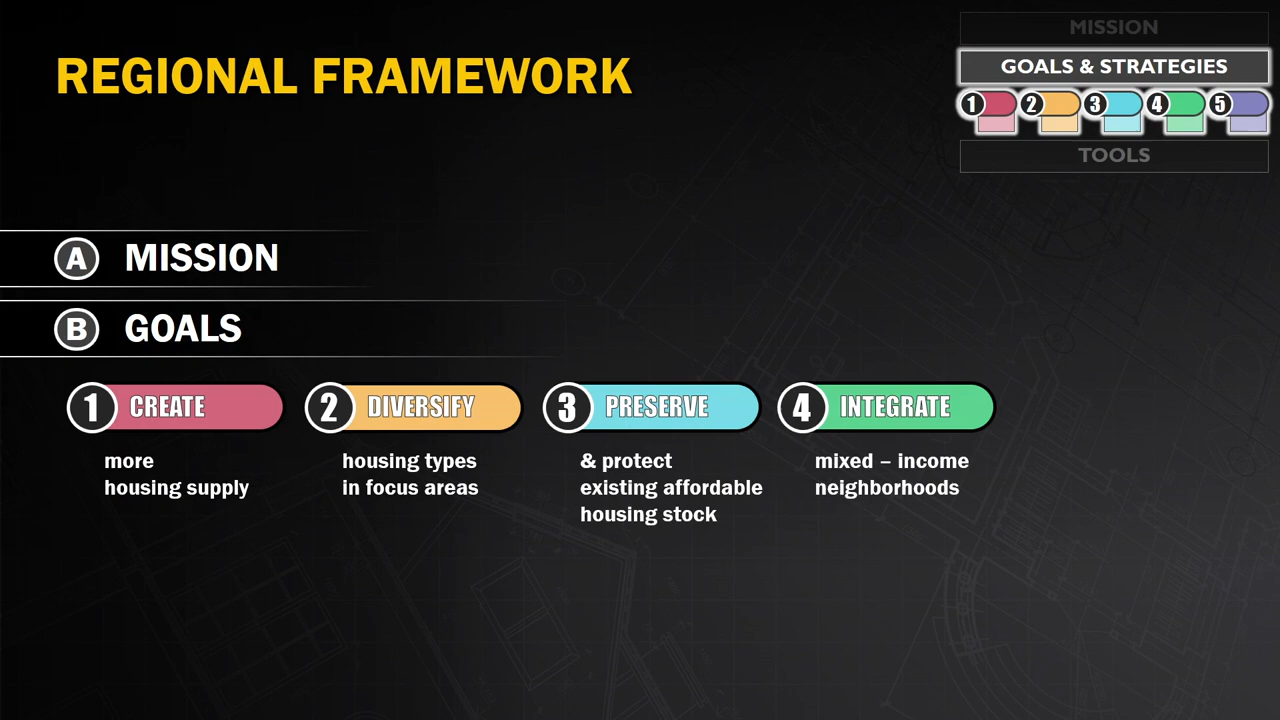 MISSION
REGIONAL FRAMEWORK
GOALS & STRATEGIES
1 2 3 4 5
TOOLS
A MISSION
B GOALS
1 CREATE
more
housing supply
2 DIVERSIFY
housing types
in focus areas
3 PRESERVE
& protect
existing affordable
housing stock
4 INTEGRATE
mixed – income
neighborhoods